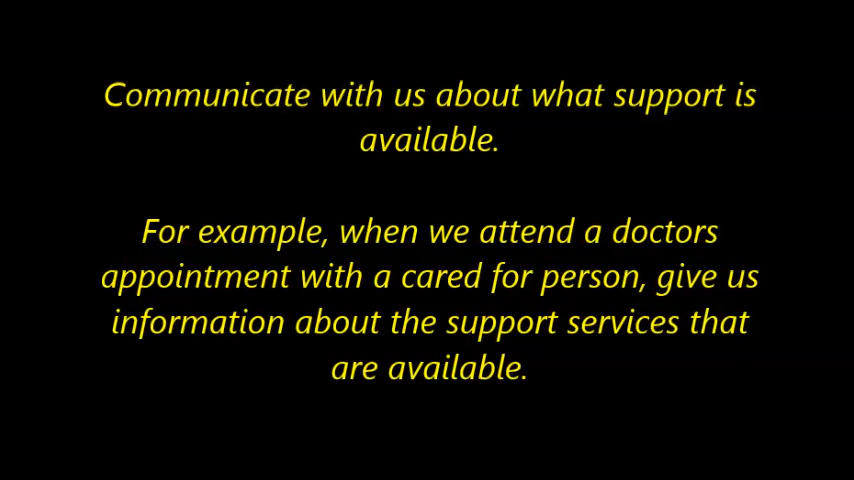 Communicate with us about what support is
available.
For example, when we attend a doctors
appointment with a cared for person, give us
information about the support services that
are available.